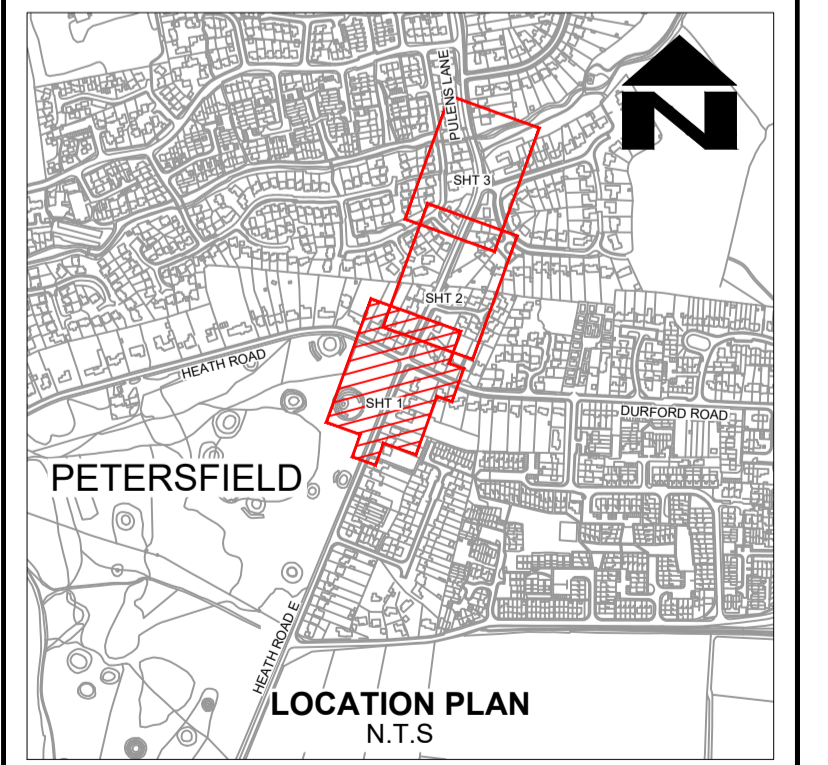 PULENS LANE
N
SHT 3
SHT 2
HEATH ROAD
SHT 1
DURFORD ROAD
PETERSFIELD
HEATH ROAD E
LOCATION PLAN
N.T.S